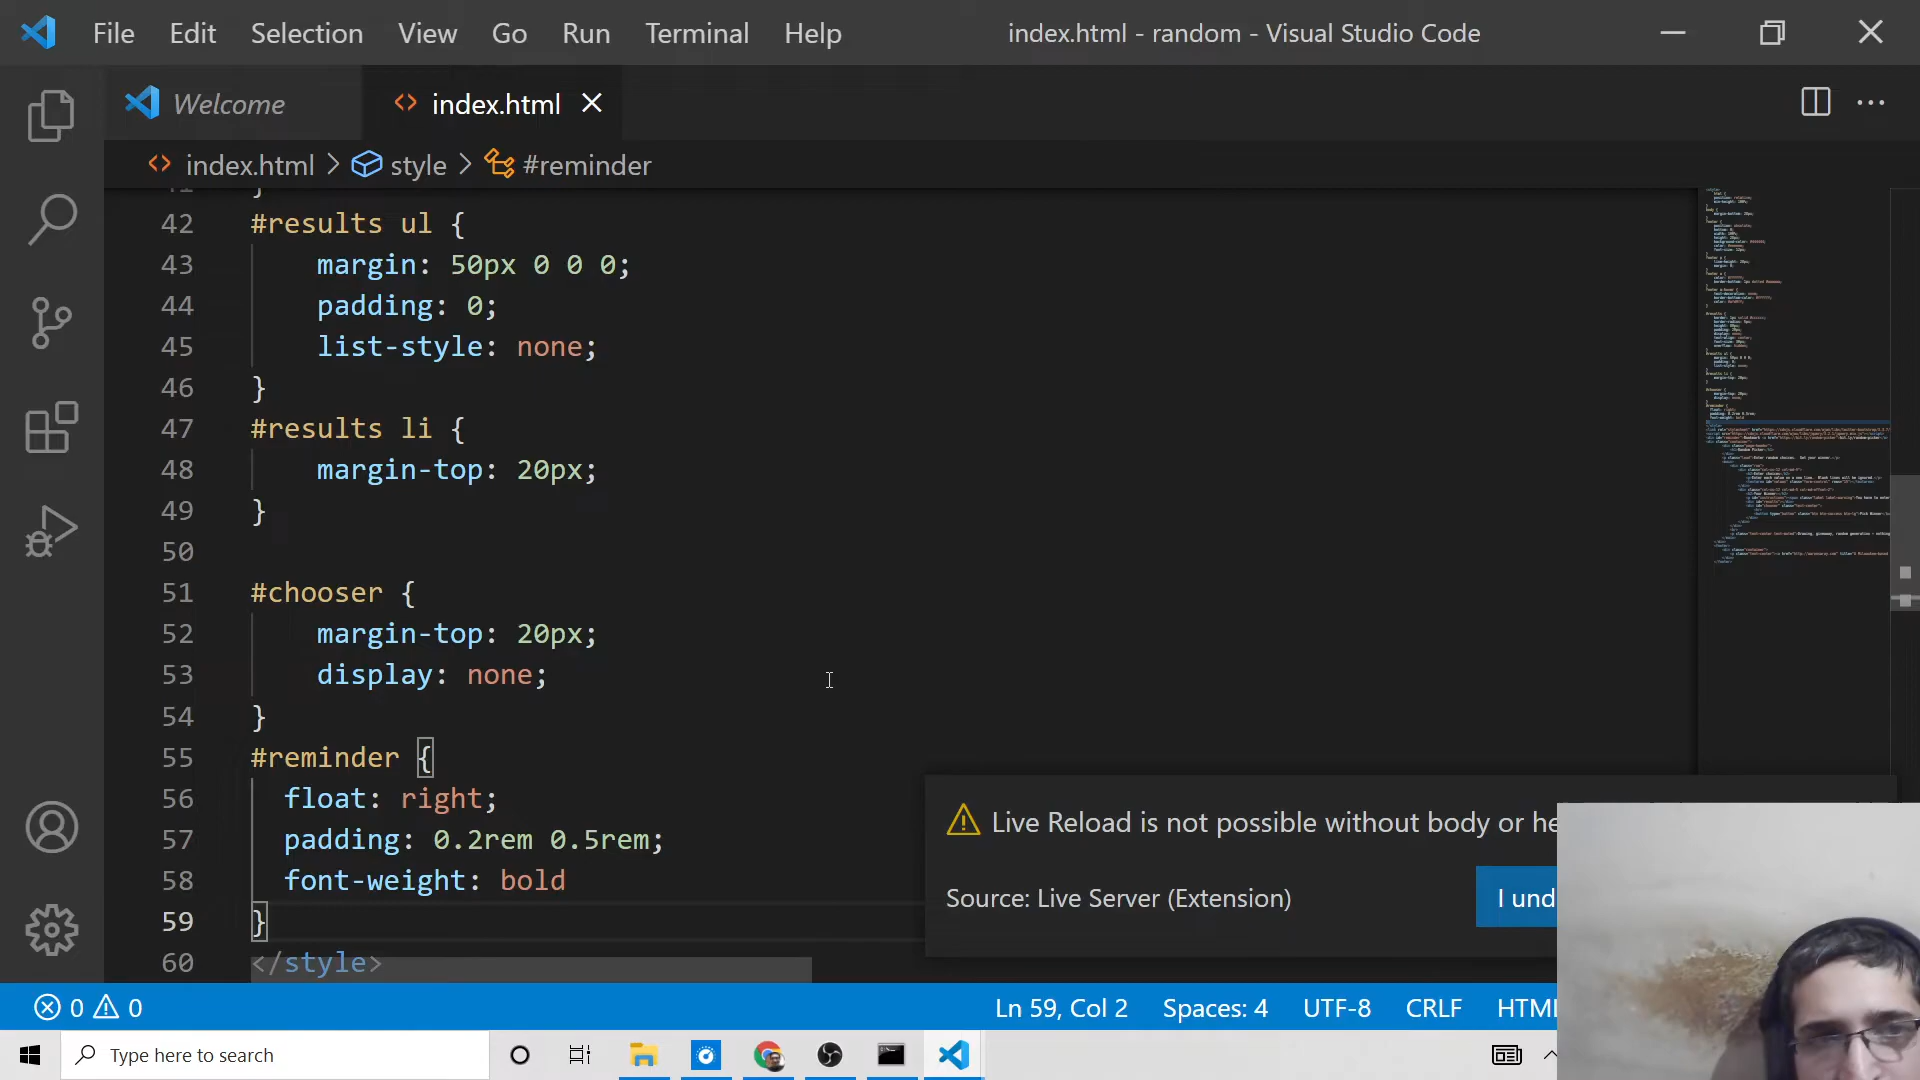 File Edit Selection View Go Run Terminal Help index.html - random - Visual Studio Code
Welcome index.html
index.html > style > #reminder
41 }
42 #results ul {
43 margin: 50px 0 0 0;
44 padding: 0;
45 list-style: none;
46 }
47 #results li {
48 margin-top: 20px;
49 }
50
51 #chooser {
52 margin-top: 20px;
53 display: none;
54 }
55 #reminder {
56 float: right;
57 padding: 0.2rem 0.5rem;
58 font-weight: bold
59 }
60 </style>
Live Reload is not possible without body or he
Source: Live Server (Extension)
I und
0 0 Ln 59, Col 2 Spaces: 4 UTF-8 CRLF HTML
Type here to search